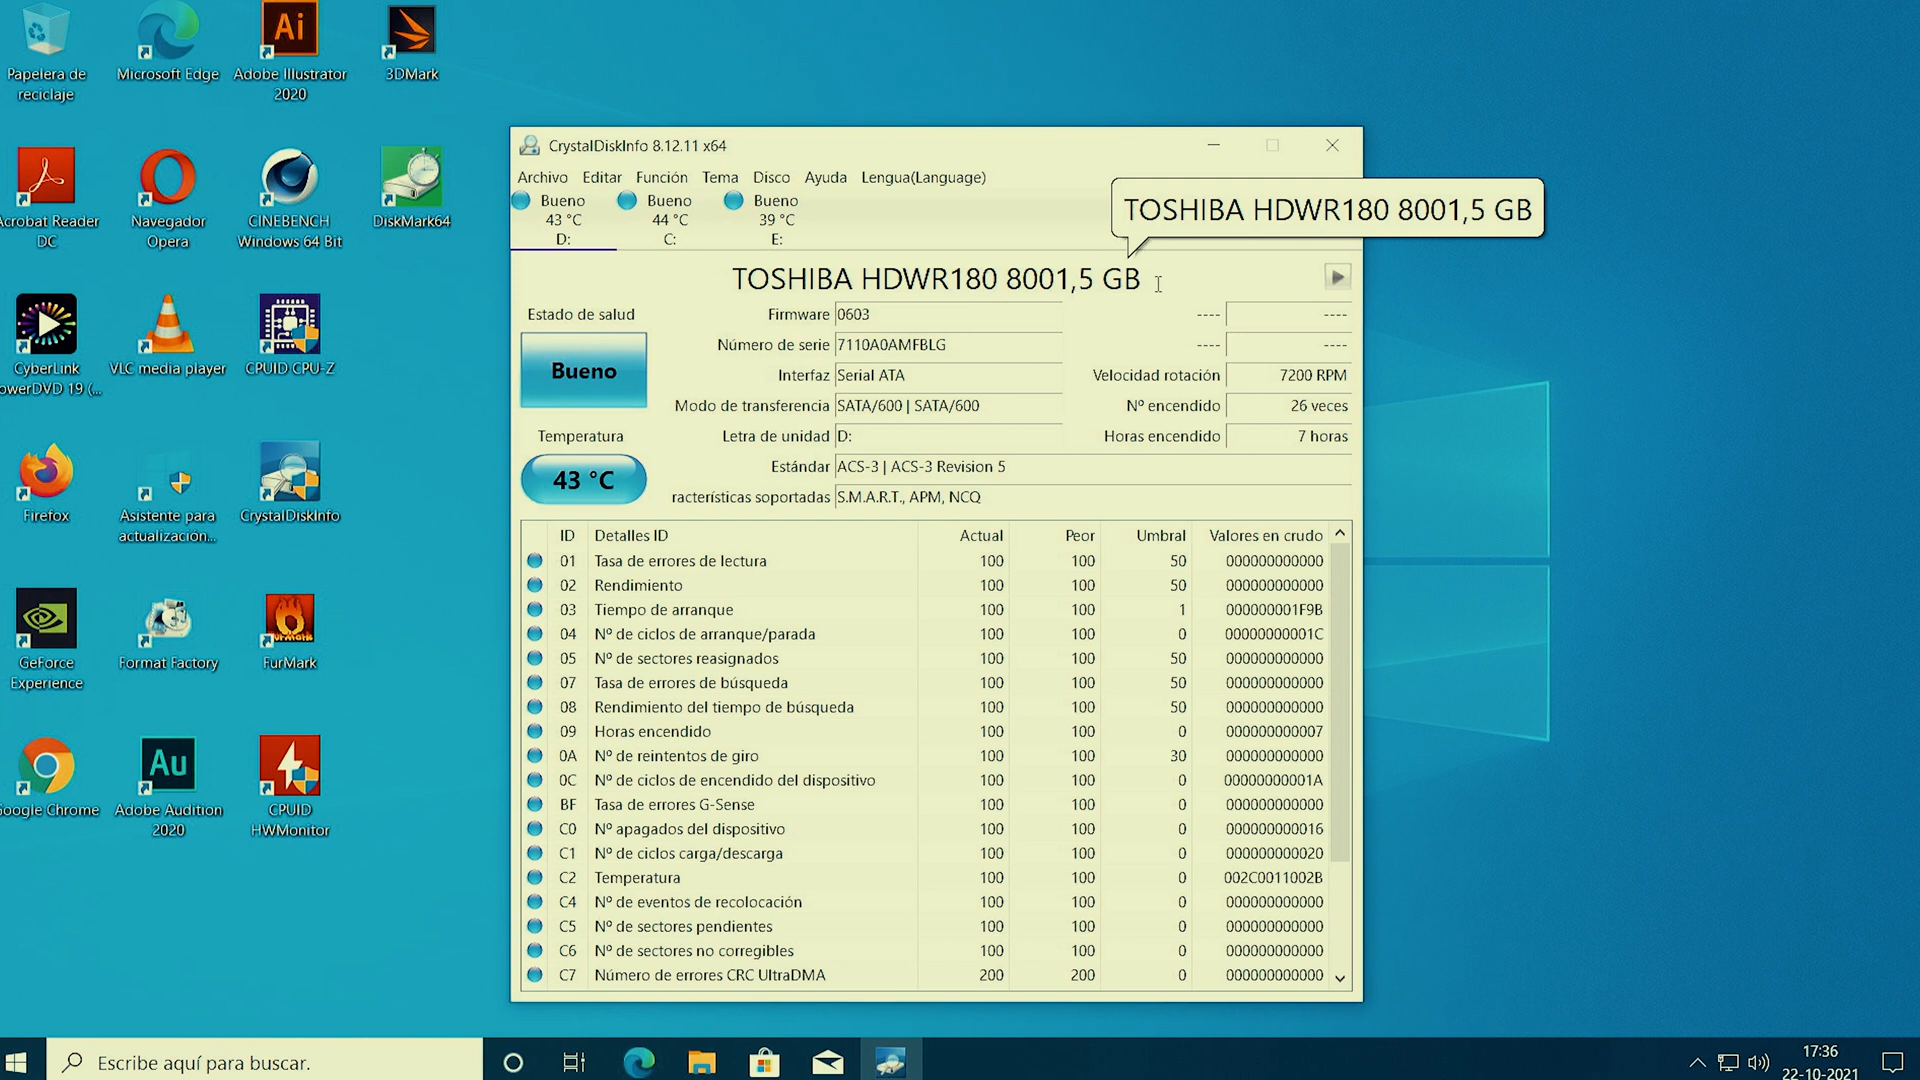 Papelera de
reciclaje
Microsoft Edge
Ai
Adobe Illustrator
2020
3DMark
Acrobat Reader
DC
Navegador
Opera
CINEBENCH
Windows 64 Bit
DiskMark64
CyberLink
owerDVD 19 (...
VLC media player
CPUID CPU-Z
Firefox
Asistente para
actualización...
CrystalDiskInfo
GeForce
Experience
Format Factory
FurMark
Google Chrome
Au
Adobe Audition
2020
CPUID
HWMonitor
CrystalDiskInfo 8.12.11 x64
Archivo Editar Función Tema Disco Ayuda Lengua(Language)
Bueno Bueno Bueno
43 °C 44 °C 39 °C
D: C: E:
TOSHIBA HDWR180 8001,5 GB
TOSHIBA HDWR180 8001,5 GB
Estado de salud
Bueno
Temperatura
43 °C
Firmware 0603 ---- ----
Número de serie 7110A0AMFBLG ---- ----
Interfaz Serial ATA Velocidad rotación 7200 RPM
Modo de transferencia SATA/600 | SATA/600 Nº encendido 26 veces
Letra de unidad D: Horas encendido 7 horas
Estándar ACS-3 | ACS-3 Revision 5
racterísticas soportadas S.M.A.R.T., APM, NCQ
ID Detalles ID Actual Peor Umbral Valores en crudo
01 Tasa de errores de lectura 100 100 50 000000000000
02 Rendimiento 100 100 50 000000000000
03 Tiempo de arranque 100 100 1 000000001F9B
04 Nº de ciclos de arranque/parada 100 100 0 00000000001C
05 Nº de sectores reasignados 100 100 50 000000000000
07 Tasa de errores de búsqueda 100 100 50 000000000000
08 Rendimiento del tiempo de búsqueda 100 100 50 000000000000
09 Horas encendido 100 100 0 000000000007
0A Nº de reintentos de giro 100 100 30 000000000000
0C Nº de ciclos de encendido del dispositivo 100 100 0 00000000001A
BF Tasa de errores G-Sense 100 100 0 000000000000
C0 Nº apagados del dispositivo 100 100 0 000000000016
C1 Nº de ciclos carga/descarga 100 100 0 000000000020
C2 Temperatura 100 100 0 002C0011002B
C4 Nº de eventos de recolocación 100 100 0 000000000000
C5 Nº de sectores pendientes 100 100 0 000000000000
C6 Nº de sectores no corregibles 100 100 0 000000000000
C7 Número de errores CRC UltraDMA 200 200 0 000000000000
Escribe aquí para buscar.
17:36
22-10-2021